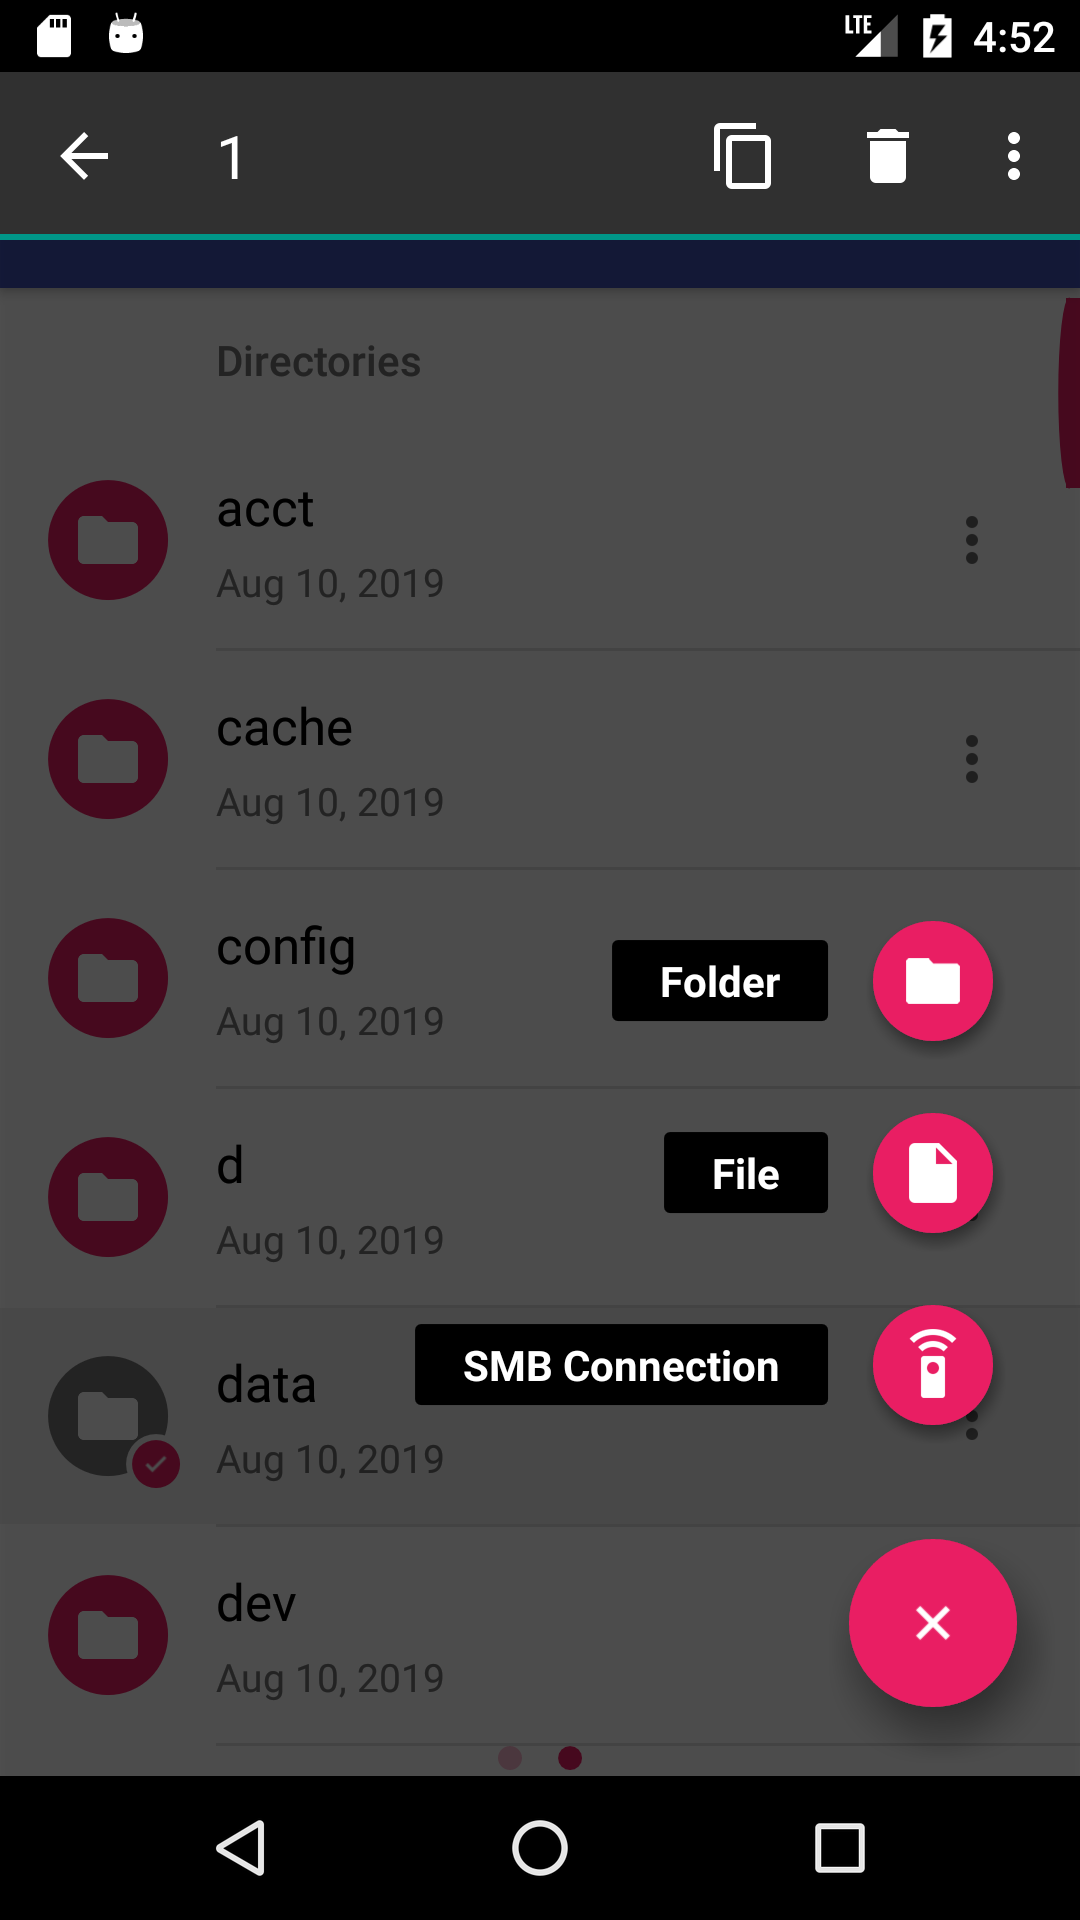 LTE 4:52
1
Directories
acct
Aug 10, 2019
cache
Aug 10, 2019
config
Folder
Aug 10, 2019
d
File
Aug 10, 2019
SMB Connection
data
Aug 10, 2019
dev
Aug 10, 2019